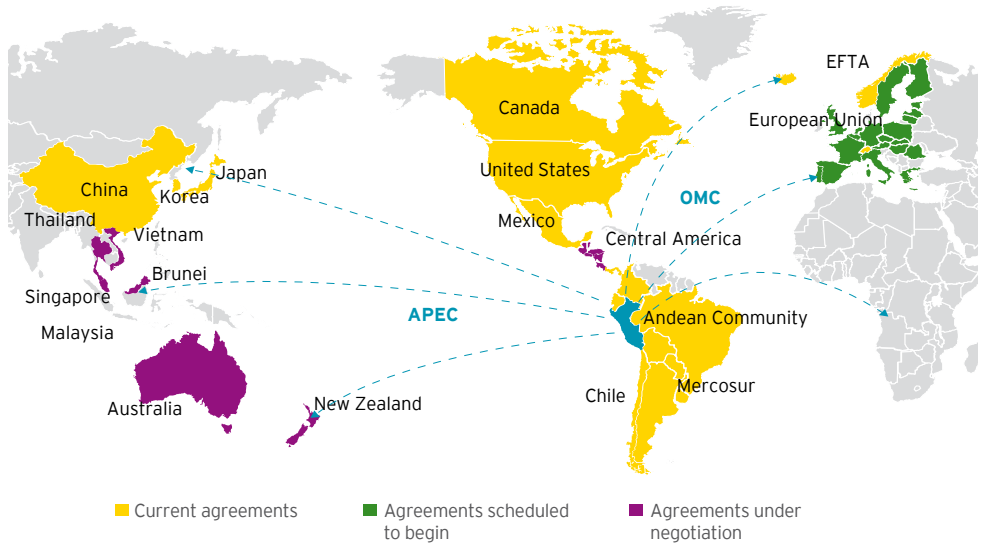 EFTA
Canada
European Union
United States
Japan
China
Korea
OMC
Thailand
Mexico
Vietnam
Central America
Brunei
Singapore
APEC
Andean Community
Malaysia
Mercosur
Chile
New Zealand
Australia
Current agreements
Agreements scheduled
to begin
Agreements under
negotiation